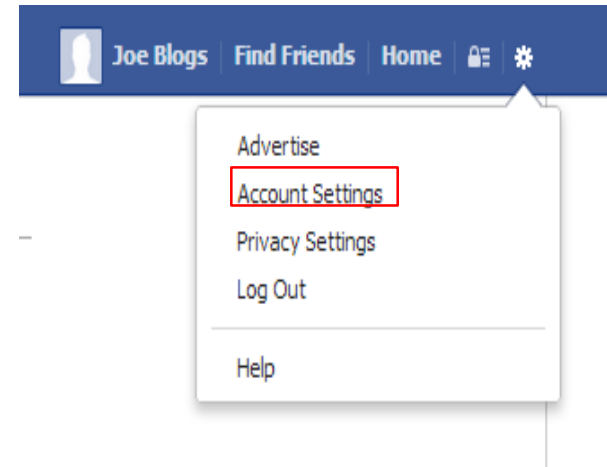 Joe Blogs Find Friends Home
Advertise
Account Settings
Privacy Settings
Log Out
Help